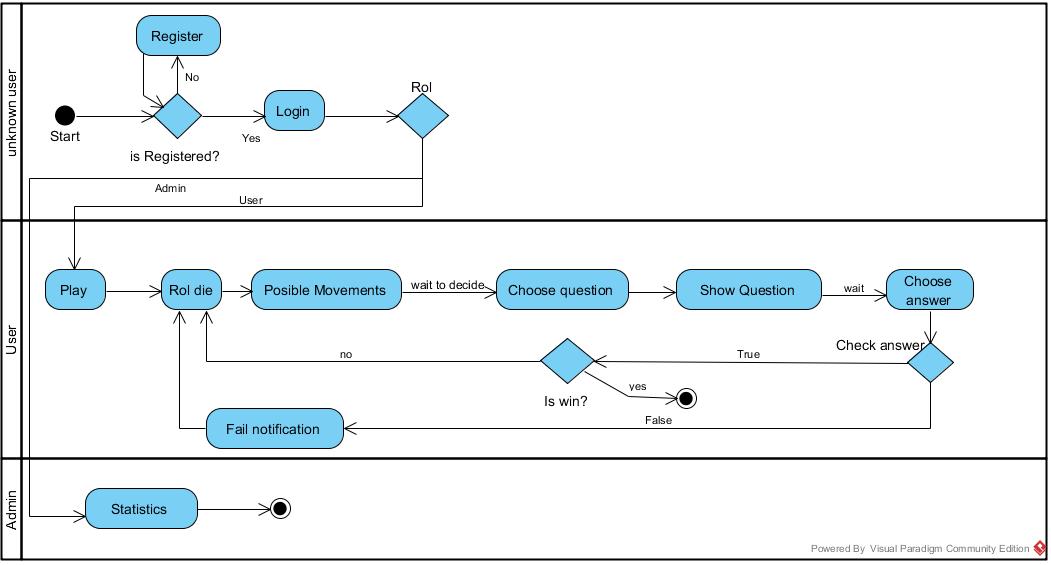 unknown user
Register
No
Rol
Login
Start
Yes
is Registered?
Admin
User
User
Play
Rol die
Posible Movements
wait to decide
Choose question
Show Question
wait
Choose
answer
Check answer
no
True
yes
Is win?
Fail notification
False
Admin
Statistics
Powered By Visual Paradigm Community Edition